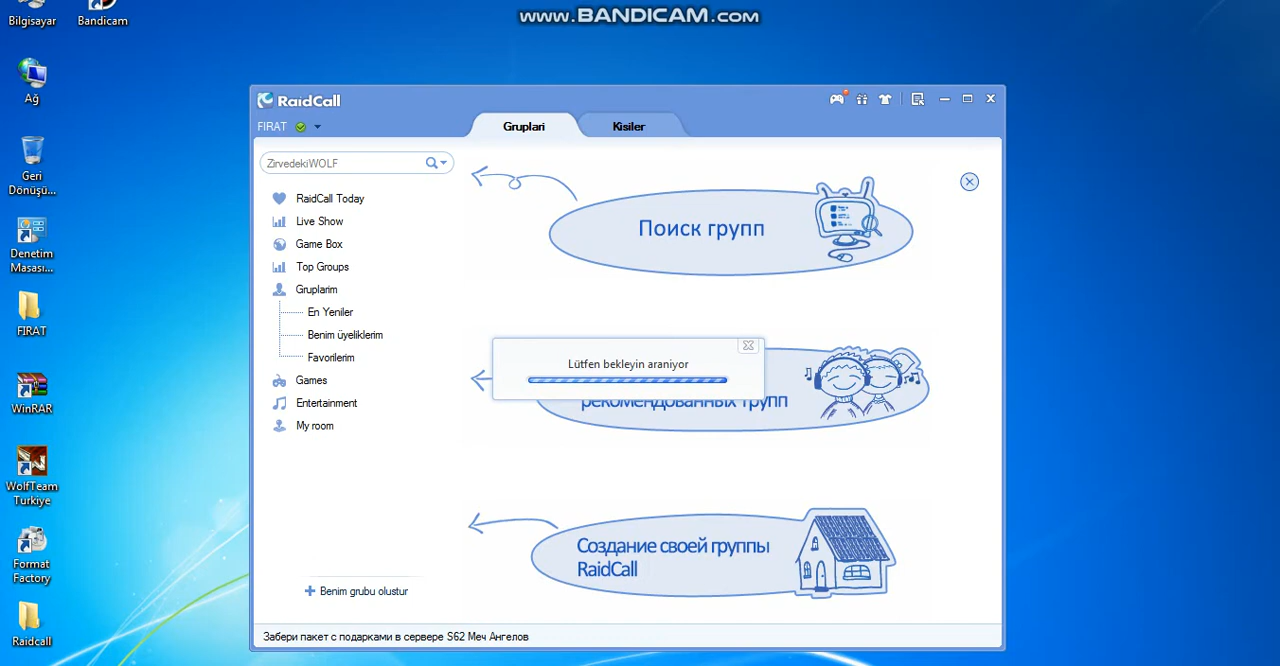 www.BANDICAM.com
Bilgisayar
Bandicam
Ağ
Geri
Dönüşü...
Denetim
Masası...
FIRAT
WinRAR
WolfTeam
Turkiye
Format
Factory
Raidcall
RaidCall
FIRAT
Gruplari
Kisiler
ZirvedekiWOLF
RaidCall Today
Live Show
Game Box
Top Groups
Gruplarim
En Yeniler
Benim üyeliklerim
Favorilerim
Games
Entertainment
My room
Benim grubu olustur
Поиск групп
Lütfen bekleyin araniyor
рекомендованных групп
Создание своей группы
RaidCall
Забери пакет с подарками в сервере S62 Меч Ангелов